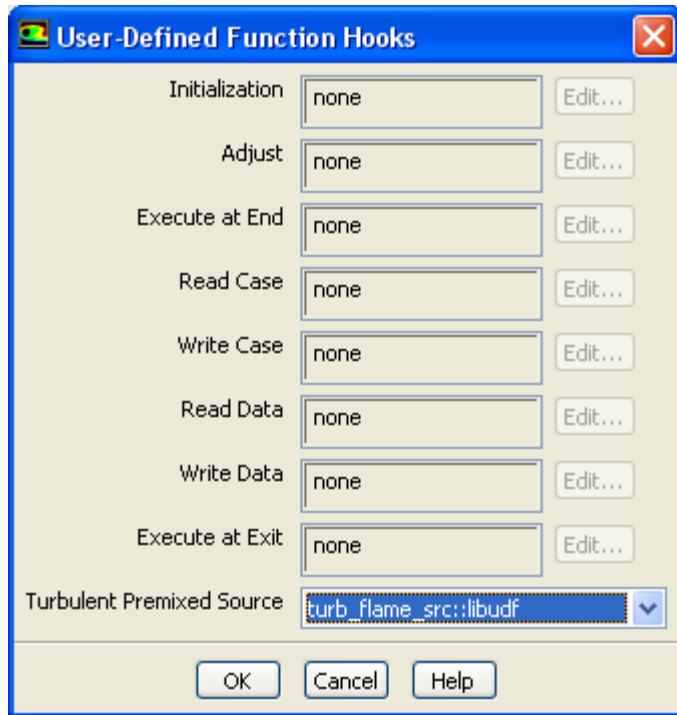 User-Defined Function Hooks
Initialization none Edit...
Adjust none Edit...
Execute at End none Edit...
Read Case none Edit...
Write Case none Edit...
Read Data none Edit...
Write Data none Edit...
Execute at Exit none Edit...
Turbulent Premixed Source turb_flame_src::libudf
OK Cancel Help